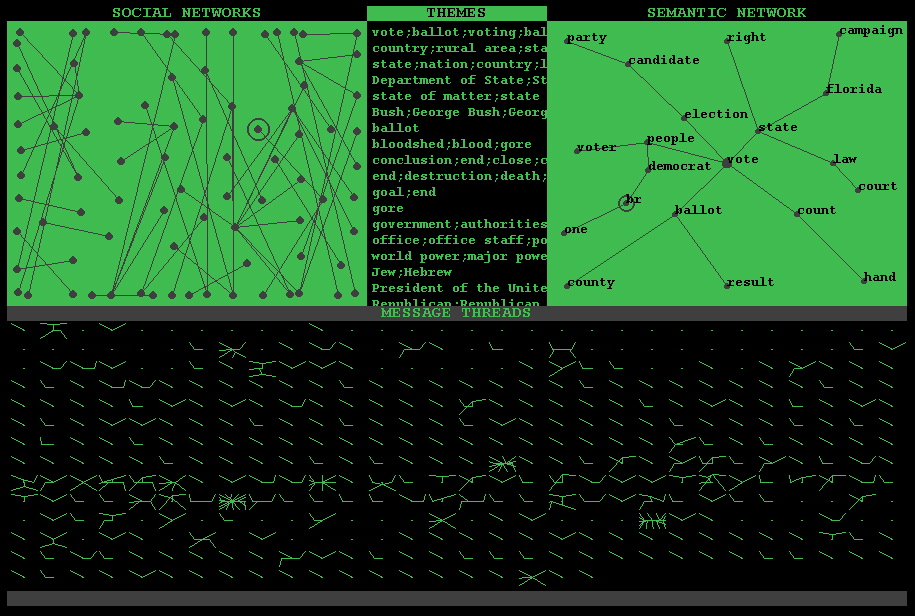 SOCIAL NETWORKS
THEMES
SEMANTIC NETWORK
vote;ballot;voting;bal
country;rural area;sta
state;nation;country;l
Department of State;St
state of matter;state
Bush;George Bush;Georg
ballot
bloodshed;blood;gore
conclusion;end;close;c
end;destruction;death;
goal;end
gore
government;authorities
office;office staff;po
world power;major powe
Jew;Hebrew
President of the Unite
Republican;Republican
party
right
campaign
candidate
florida
election
state
people
voter
vote
law
democrat
court
br
ballot
count
one
county
result
hand
MESSAGE THREADS